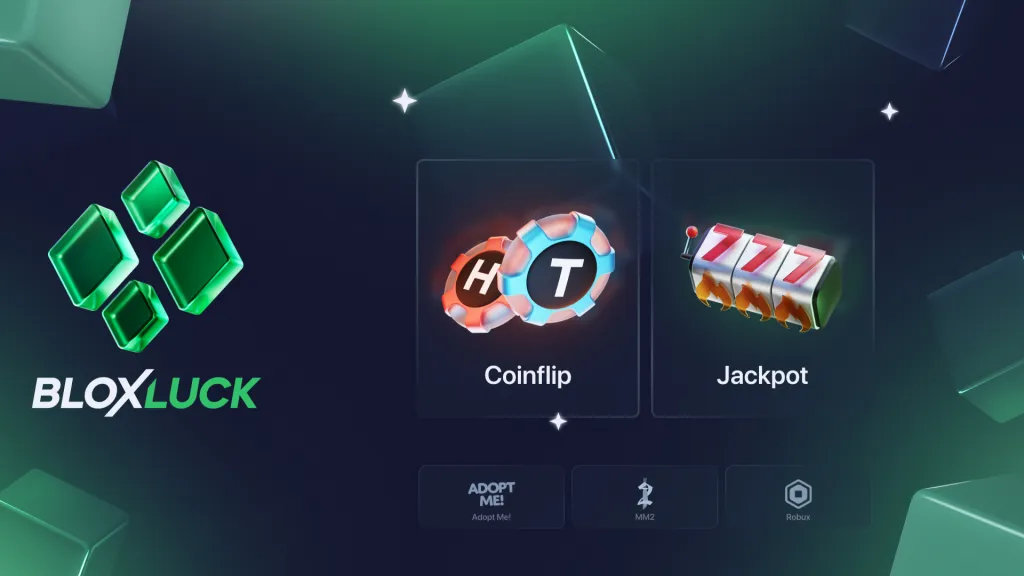 BLOXLUCK
H
T
777
Coinflip
Jackpot
ADOPT
ME!
Adopt Me!
MM2
Robux